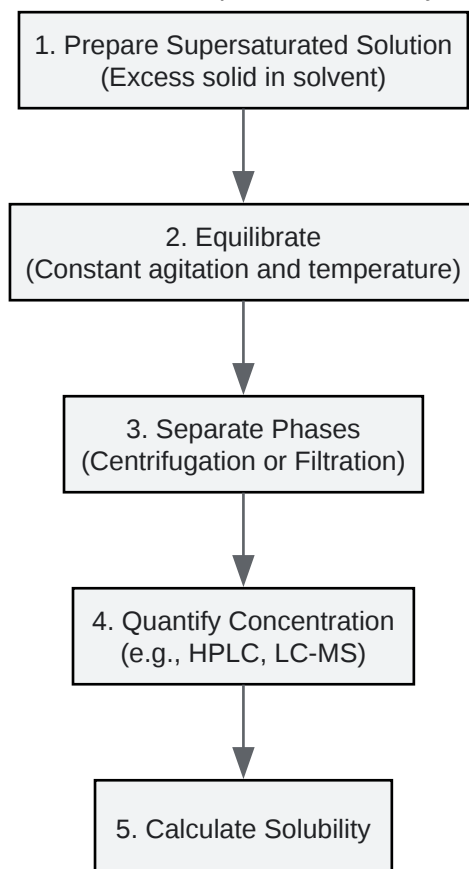 1. Prepare Supersaturated Solution
(Excess solid in solvent)
2. Equilibrate
(Constant agitation and temperature)
3. Separate Phases
(Centrifugation or Filtration)
4. Quantify Concentration
(e.g., HPLC, LC-MS)
5. Calculate Solubility